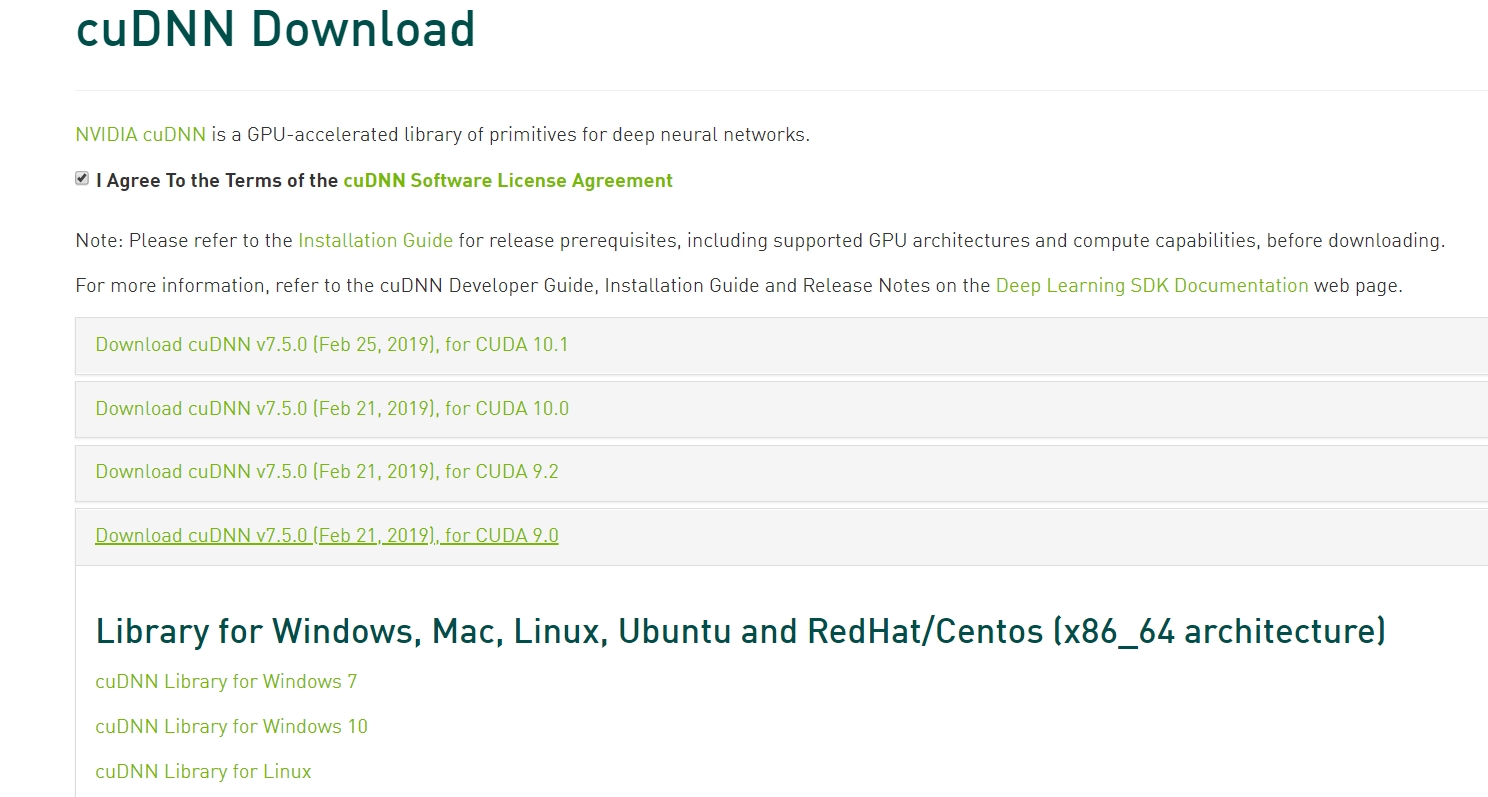 cuDNN Download
NVIDIA cuDNN is a GPU-accelerated library of primitives for deep neural networks.
I Agree To the Terms of the cuDNN Software License Agreement
Note: Please refer to the Installation Guide for release prerequisites, including supported GPU architectures and compute capabilities, before downloading.
For more information, refer to the cuDNN Developer Guide, Installation Guide and Release Notes on the Deep Learning SDK Documentation web page.
Download cuDNN v7.5.0 (Feb 25, 2019), for CUDA 10.1
Download cuDNN v7.5.0 (Feb 21, 2019), for CUDA 10.0
Download cuDNN v7.5.0 (Feb 21, 2019), for CUDA 9.2
Download cuDNN v7.5.0 (Feb 21, 2019), for CUDA 9.0
Library for Windows, Mac, Linux, Ubuntu and RedHat/Centos (x86_64 architecture)
cuDNN Library for Windows 7
cuDNN Library for Windows 10
cuDNN Library for Linux